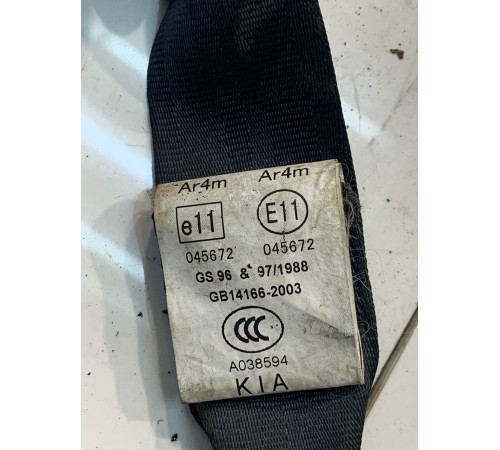 Ar4m Ar4m
e11 E11
045672 045672
GS 96 & 97/1988
GB14166-2003
CCC
A038594
KIA